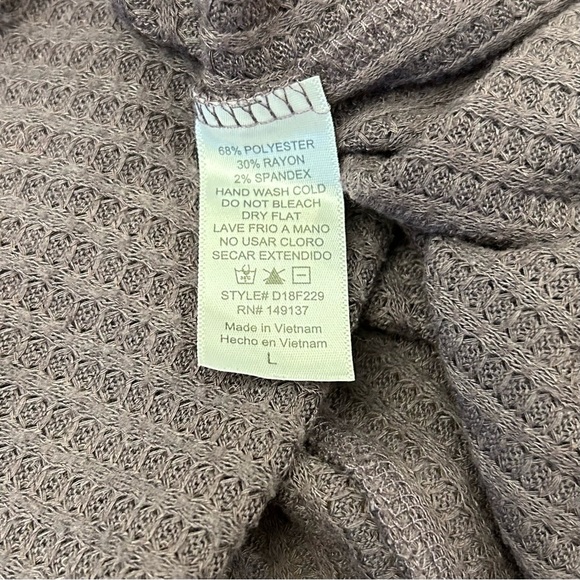 68% POLYESTER
30% RAYON
2% SPANDEX
HAND WASH COLD
DO NOT BLEACH
DRY FLAT
LAVE FRIO A MANO
NO USAR CLORO
SECAR EXTENDIDO
STYLE# D18F229
RN# 149137
Made in Vietnam
Hecho en Vietnam
L